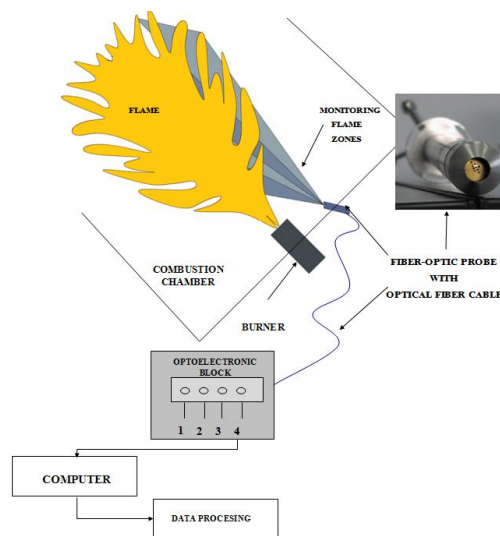 FLAME
MONITORING
FLAME
ZONES
FIBER-OPTIC PROBE
WITH
OPTICAL FIBER CABLE
COMBUSTION
CHAMBER
BURNER
OPTOELECTRONIC
BLOCK
1 2 3 4
COMPUTER
DATA PROCESING